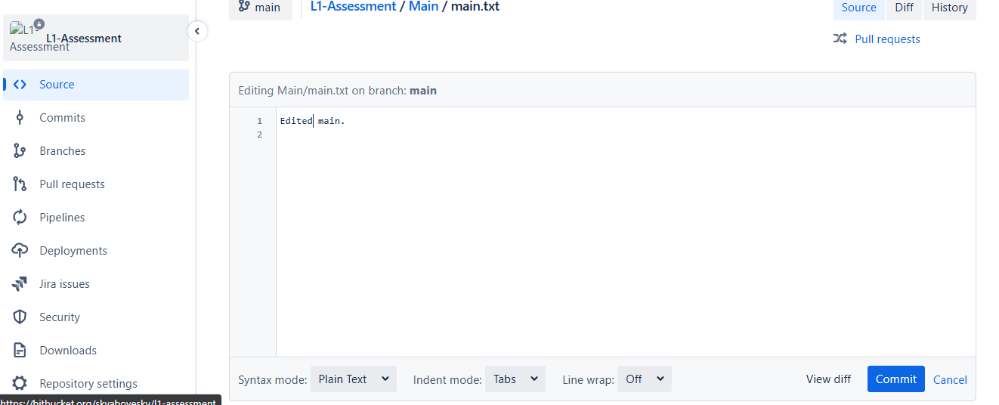 main
L1-Assessment / Main / main.txt
Source Diff History
L1-
Assessment
L1-Assessment
Pull requests
Source
Commits
Branches
Pull requests
Pipelines
Deployments
Jira issues
Security
Downloads
Repository settings
Editing Main/main.txt on branch: main
1 Edited main.
2
Syntax mode: Plain Text Indent mode: Tabs Line wrap: Off View diff Commit Cancel
https://bitbucket.org/skyabovesky/l1-assessment